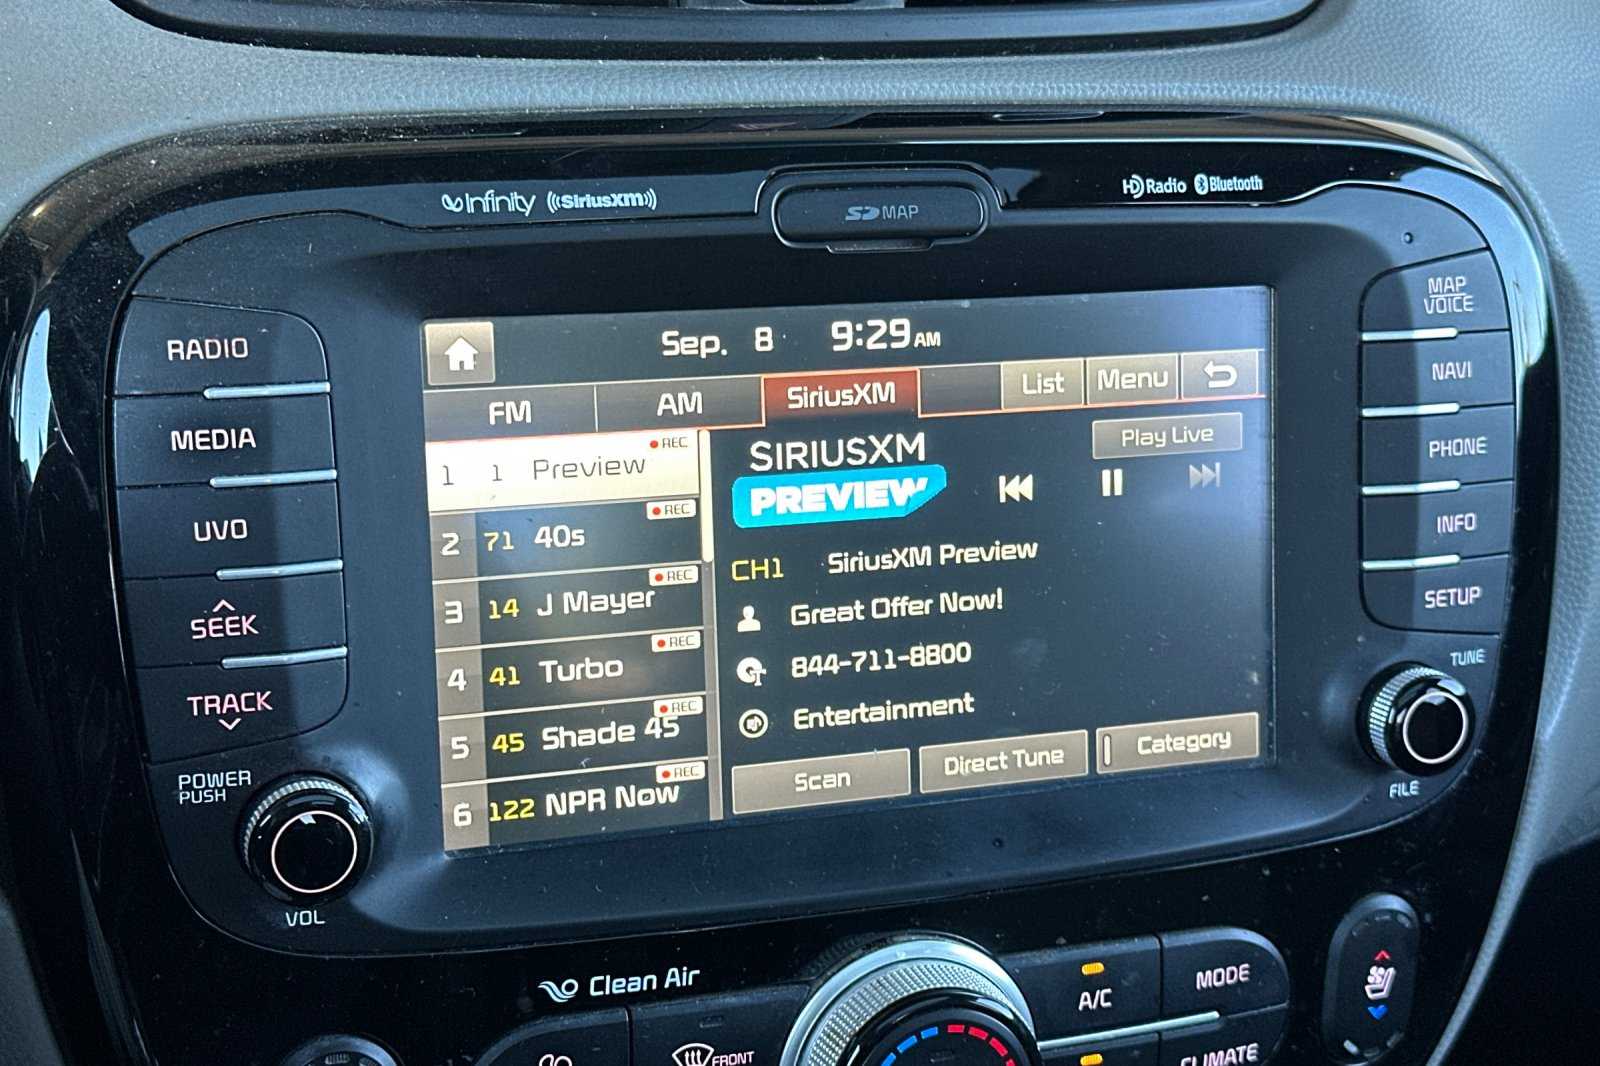 Infinity ((SiriusXM))
SD MAP
HD Radio Bluetooth
RADIO
MEDIA
UVO
SEEK
TRACK
POWER
PUSH
VOL
Sep. 8 9:29 AM
FM AM SiriusXM List Menu
REC
1 1 Preview
REC
2 71 40s
REC
3 14 J Mayer
REC
4 41 Turbo
REC
5 45 Shade 45
REC
6 122 NPR Now
SIRIUSXM
PREVIEW
Play Live
CH1 SiriusXM Preview
Great Offer Now!
844-711-8800
Entertainment
Scan Direct Tune Category
MAP
VOICE
NAVI
PHONE
INFO
SETUP
TUNE
FILE
Clean Air
FRONT
A/C
MODE
CLIMATE